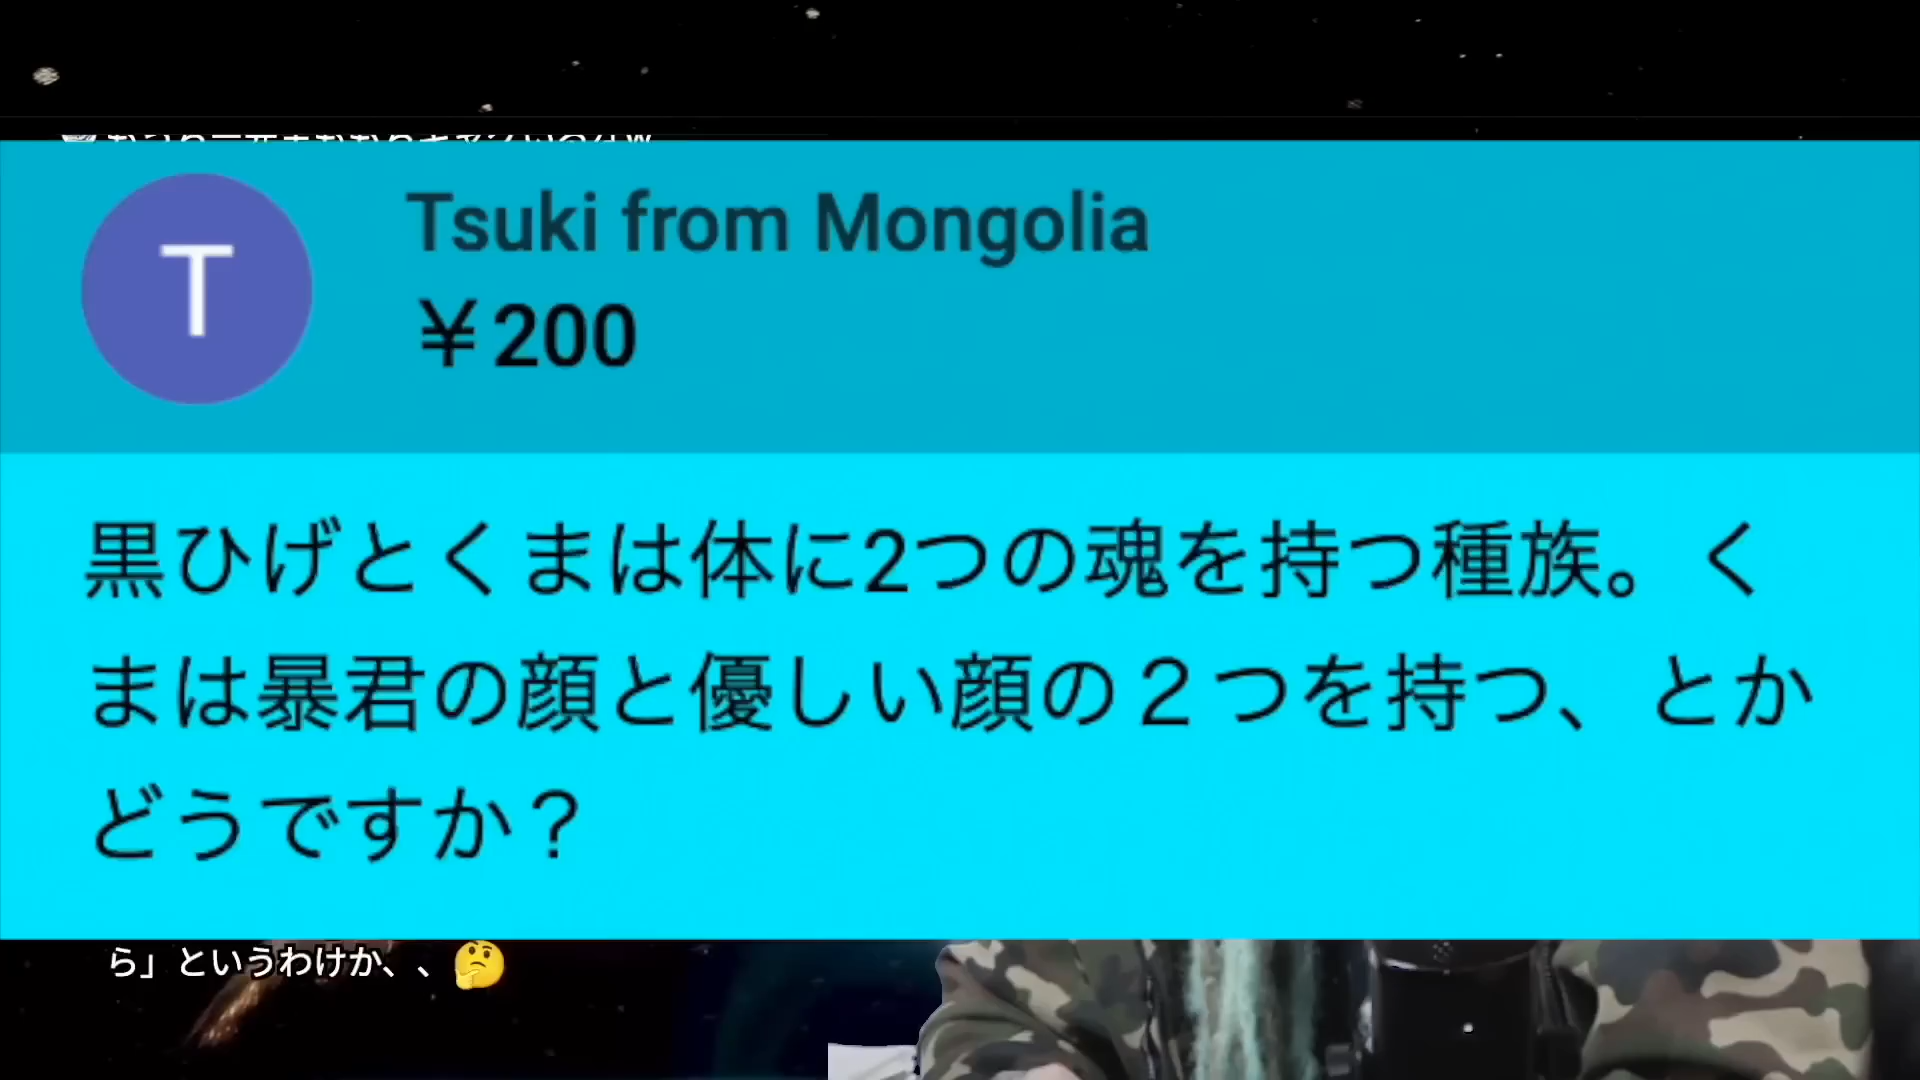 T
Tsuki from Mongolia
￥200
黒ひげとくまは体に2つの魂を持つ種族。く
まは暴君の顔と優しい顔の２つを持つ、とか
どうですか？
ら」というわけか、、🤔